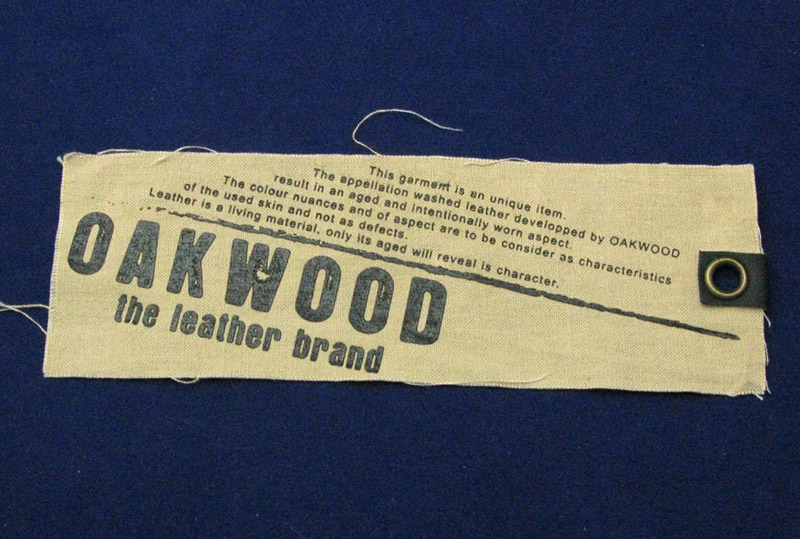 This garment is an unique item.
The appellation washed leather developped by OAKWOOD
result in an aged and intentionally worn aspect.
The colour nuances and of aspect are to be consider as characteristics
of the used skin and not as defects.
Leather is a living material, only its aged will reveal is character.
OAKWOOD
the leather brand